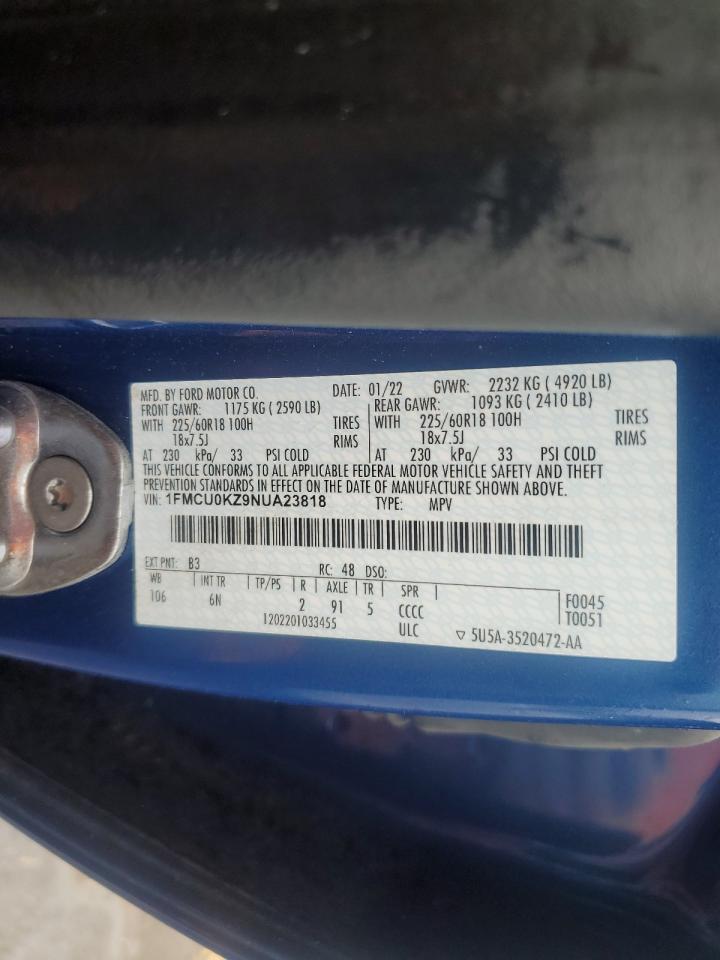 MFD. BY FORD MOTOR CO. DATE: 01/22 GVWR: 2232 KG ( 4920 LB)
FRONT GAWR: 1175 KG ( 2590 LB) REAR GAWR: 1093 KG ( 2410 LB)
WITH 225/60R18 100H TIRES WITH 225/60R18 100H TIRES
18x7.5J RIMS 18x7.5J RIMS
AT 230 kPa/ 33 PSI COLD AT 230 kPa/ 33 PSI COLD
THIS VEHICLE CONFORMS TO ALL APPLICABLE FEDERAL MOTOR VEHICLE SAFETY AND THEFT
PREVENTION STANDARDS IN EFFECT ON THE DATE OF MANUFACTURE SHOWN ABOVE.
VIN: 1FMCU0KZ9NUA23818 TYPE: MPV
EXT PNT: B3 RC: 48 DSO:
WB | INT TR | TP/PS | R | AXLE | TR | SPR
106 6N 2 91 5 CCCC F0045
1202201033455 ULC T0051
▽ 5U5A-3520472-AA